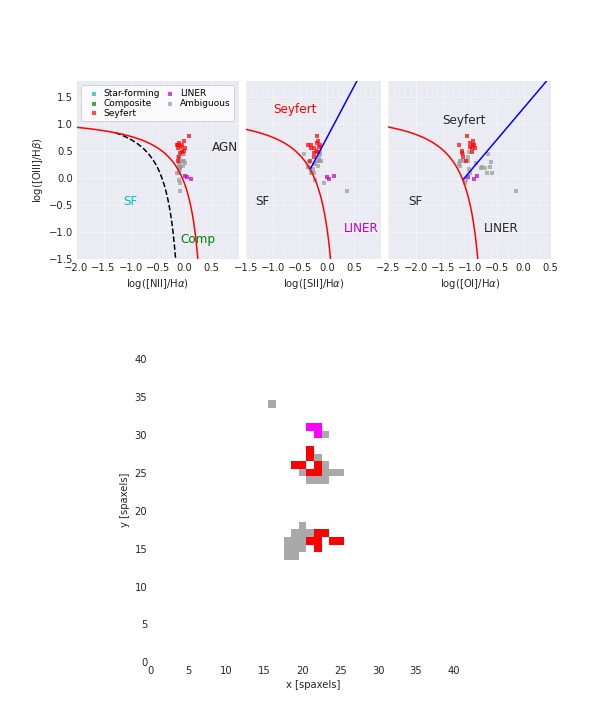 Star-forming
Composite
Seyfert
LINER
Ambiguous
AGN
SF
Comp
1.5
1.0
0.5
0.0
−0.5
−1.0
−1.5
log([OIII]/Hβ)
−2.0 −1.5 −1.0 −0.5 0.0 0.5
log([NII]/Hα)
Seyfert
SF
LINER
−1.5 −1.0 −0.5 0.0 0.5
log([SII]/Hα)
Seyfert
SF
LINER
−2.5 −2.0 −1.5 −1.0 −0.5 0.0 0.5
log([OI]/Hα)
40
35
30
25
20
15
10
5
0
y [spaxels]
0 5 10 15 20 25 30 35 40
x [spaxels]